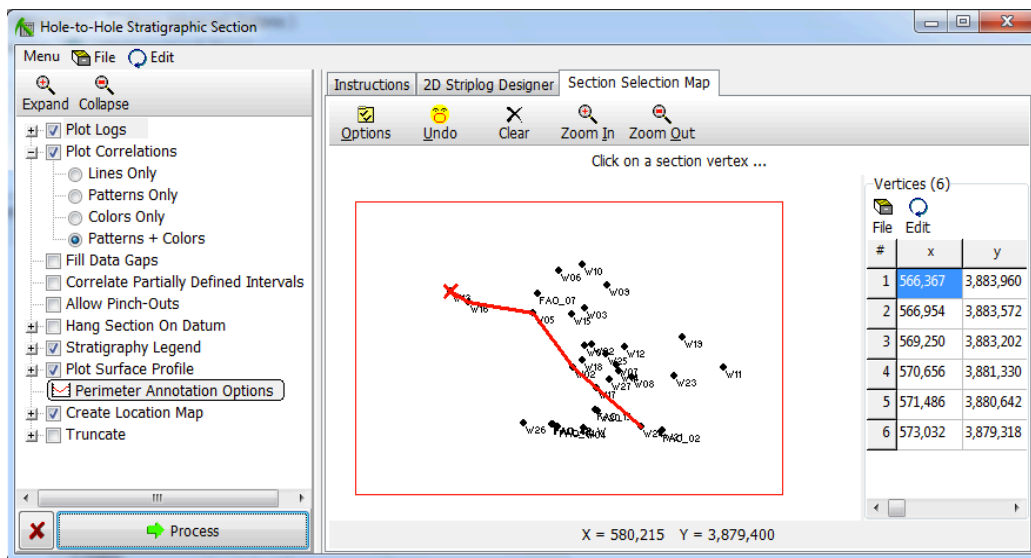 Hole-to-Hole Stratigraphic Section
Menu File Edit
Expand Collapse
Plot Logs
Plot Correlations
Lines Only
Patterns Only
Colors Only
Patterns + Colors
Fill Data Gaps
Correlate Partially Defined Intervals
Allow Pinch-Outs
Hang Section On Datum
Stratigraphy Legend
Plot Surface Profile
Perimeter Annotation Options
Create Location Map
Truncate
Process
Instructions 2D Striplog Designer Section Selection Map
Options Undo Clear Zoom In Zoom Out
Click on a section vertex ...
W10
W06
W09
FAO_07
W16
W03
W15
W05
W19
W12
W25
W18
W07
W02
W11
W23
W08
W27
W17
W26
FAO_02
X = 580,215 Y = 3,879,400
Vertices (6)
File Edit
# x y
1 566,367 3,883,960
2 566,954 3,883,572
3 569,250 3,883,202
4 570,656 3,881,330
5 571,486 3,880,642
6 573,032 3,879,318